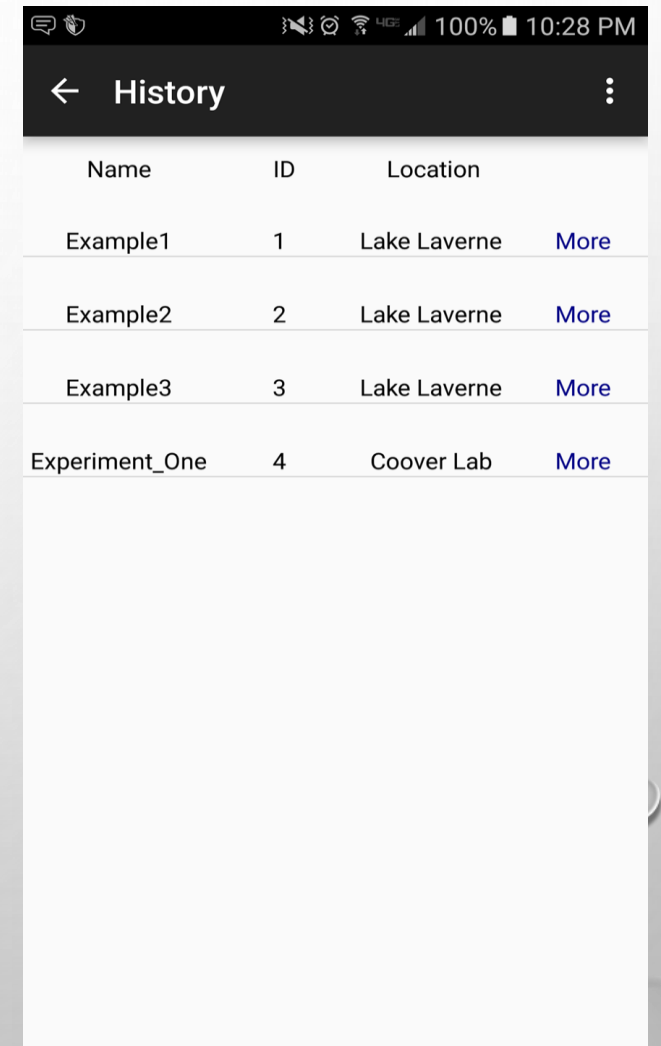 4GE 100% 10:28 PM
History
Name ID Location
Example1 1 Lake Laverne More
Example2 2 Lake Laverne More
Example3 3 Lake Laverne More
Experiment_One 4 Coover Lab More